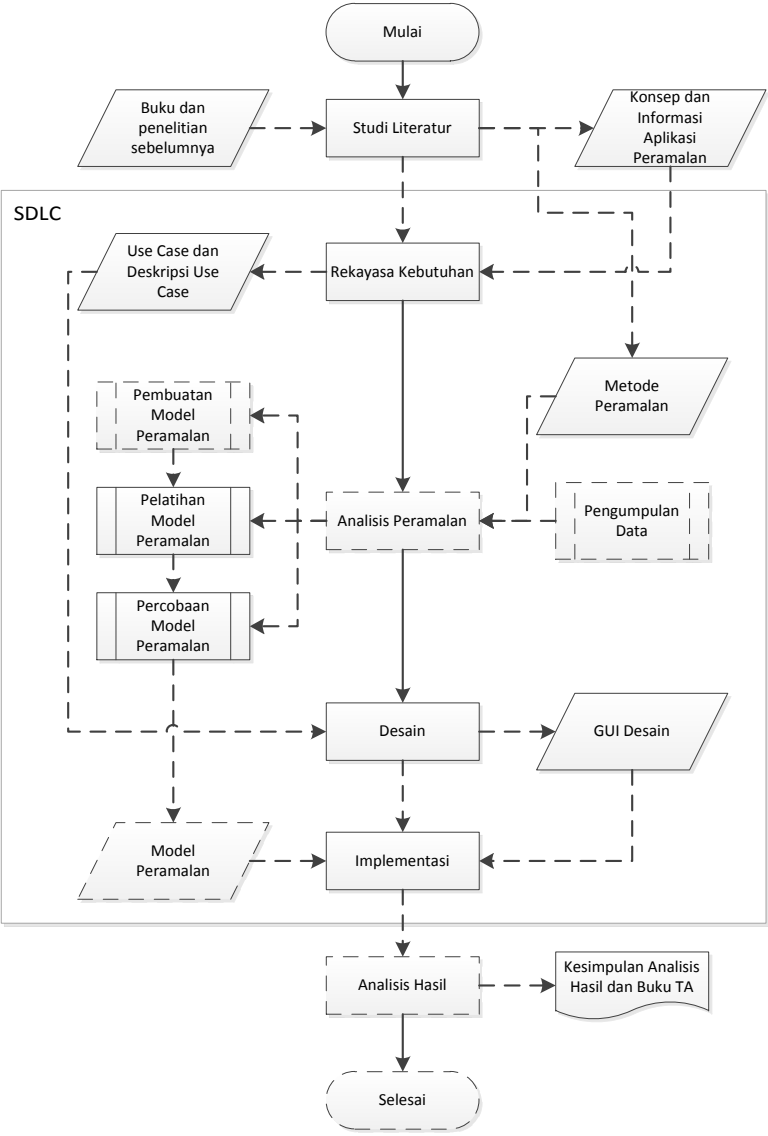 Mulai
Buku dan
penelitian
sebelumnya
Studi Literatur
Konsep dan
Informasi
Aplikasi
Peramalan
SDLC
Use Case dan
Deskripsi Use
Case
Rekayasa Kebutuhan
Metode
Peramalan
Pembuatan
Model
Peramalan
Pelatihan
Model
Peramalan
Analisis Peramalan
Pengumpulan
Data
Percobaan
Model
Peramalan
Desain
GUI Desain
Model
Peramalan
Implementasi
Analisis Hasil
Kesimpulan Analisis
Hasil dan Buku TA
Selesai